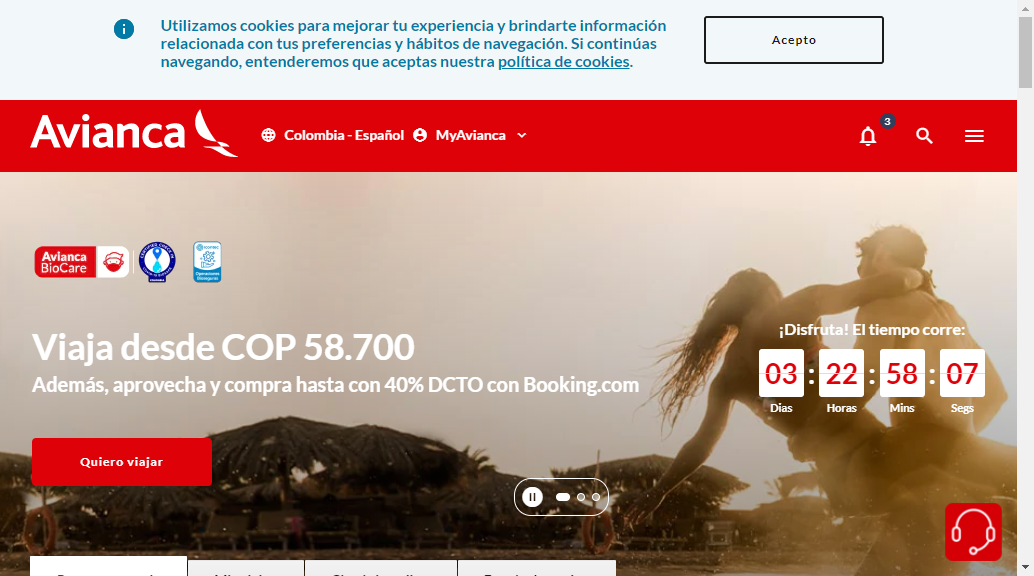 Utilizamos cookies para mejorar tu experiencia y brindarte información
relacionada con tus preferencias y hábitos de navegación. Si continúas
navegando, entenderemos que aceptas nuestra política de cookies.
Acepto
Avianca
Colombia - Español
MyAvianca
3
Avianca
BioCare
Viaja desde COP 58.700
Además, aprovecha y compra hasta con 40% DCTO con Booking.com
¡Disfruta! El tiempo corre:
03 : 22 : 58 : 07
Dias Horas Mins Segs
Quiero viajar